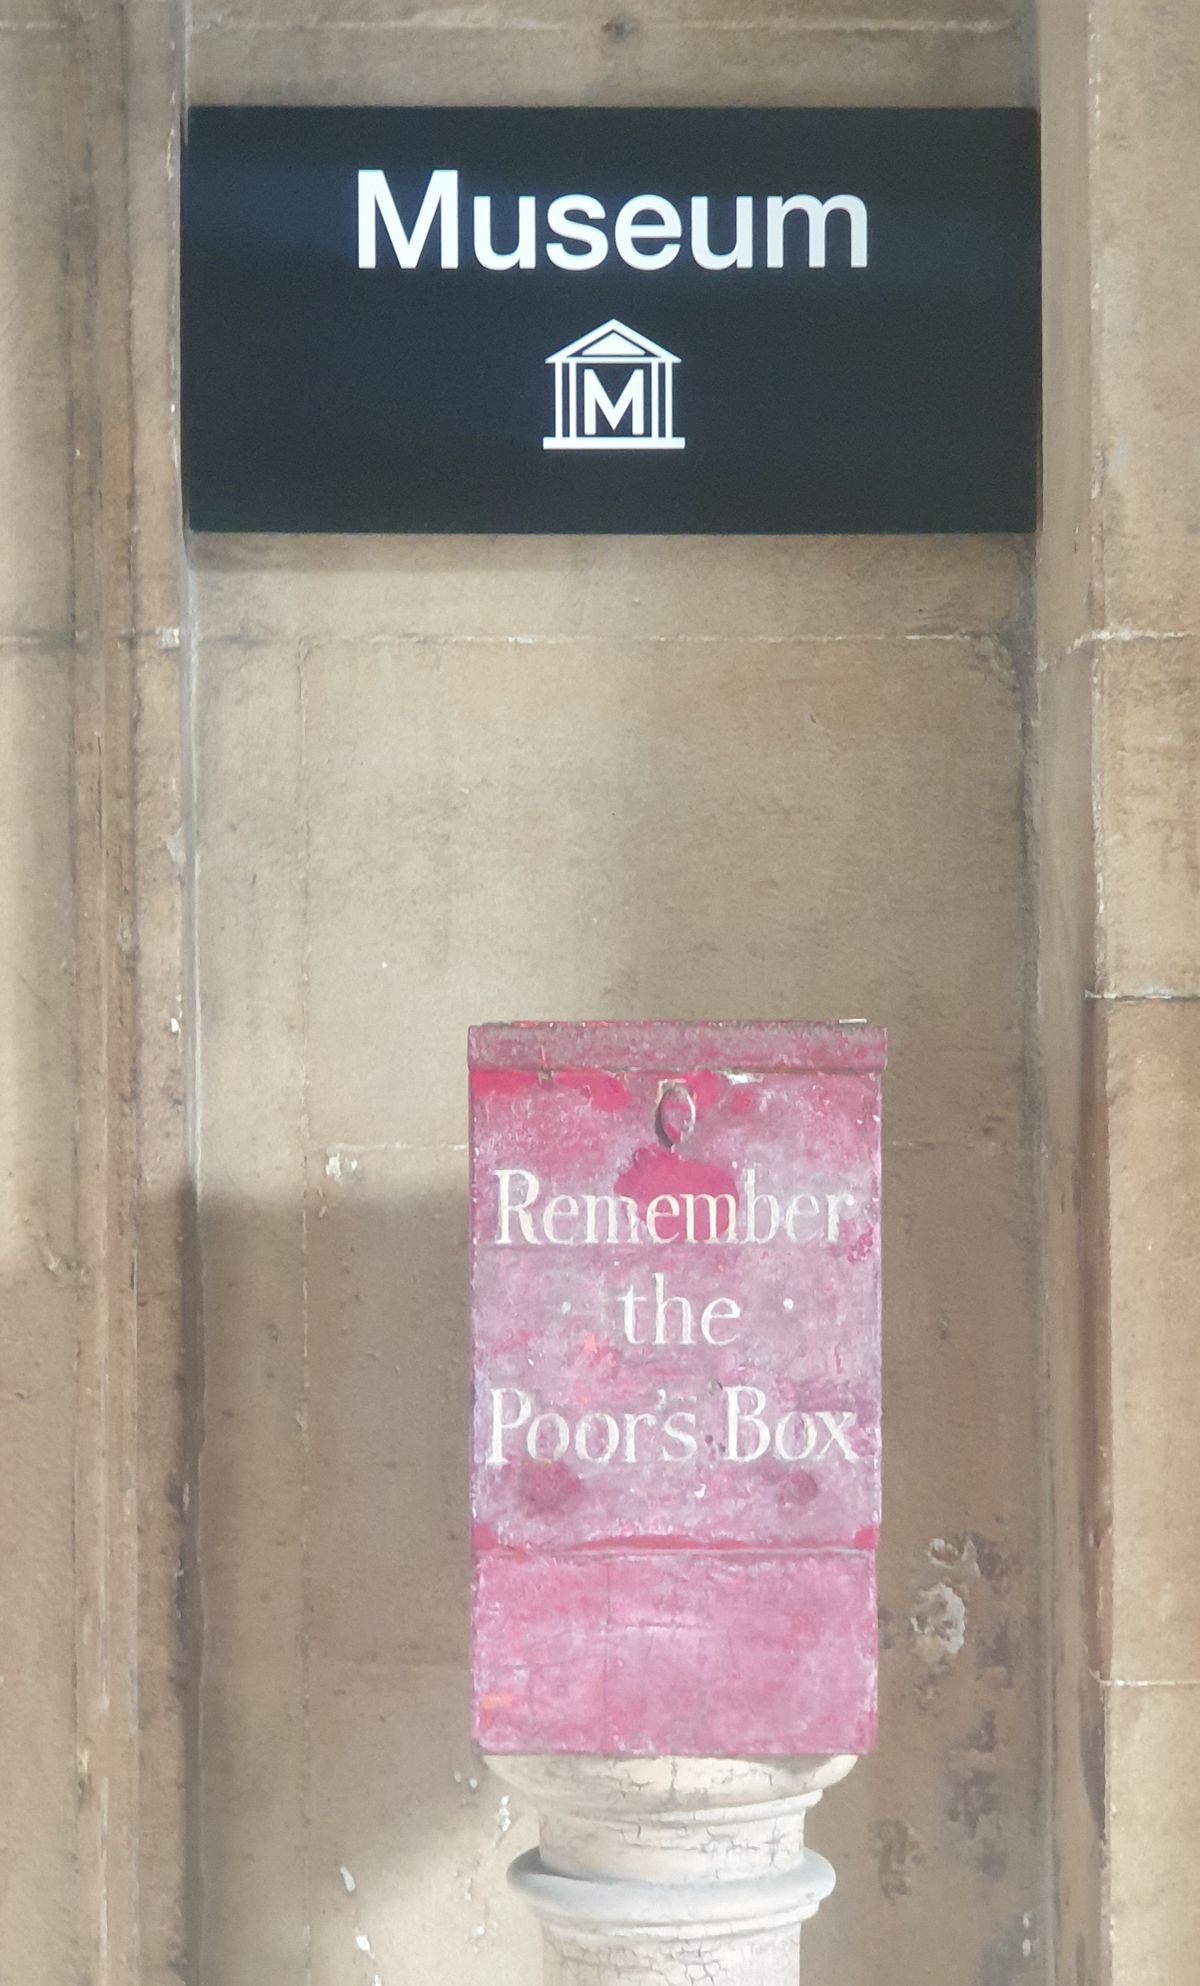 Museum
M
Remember
the
Poor's Box